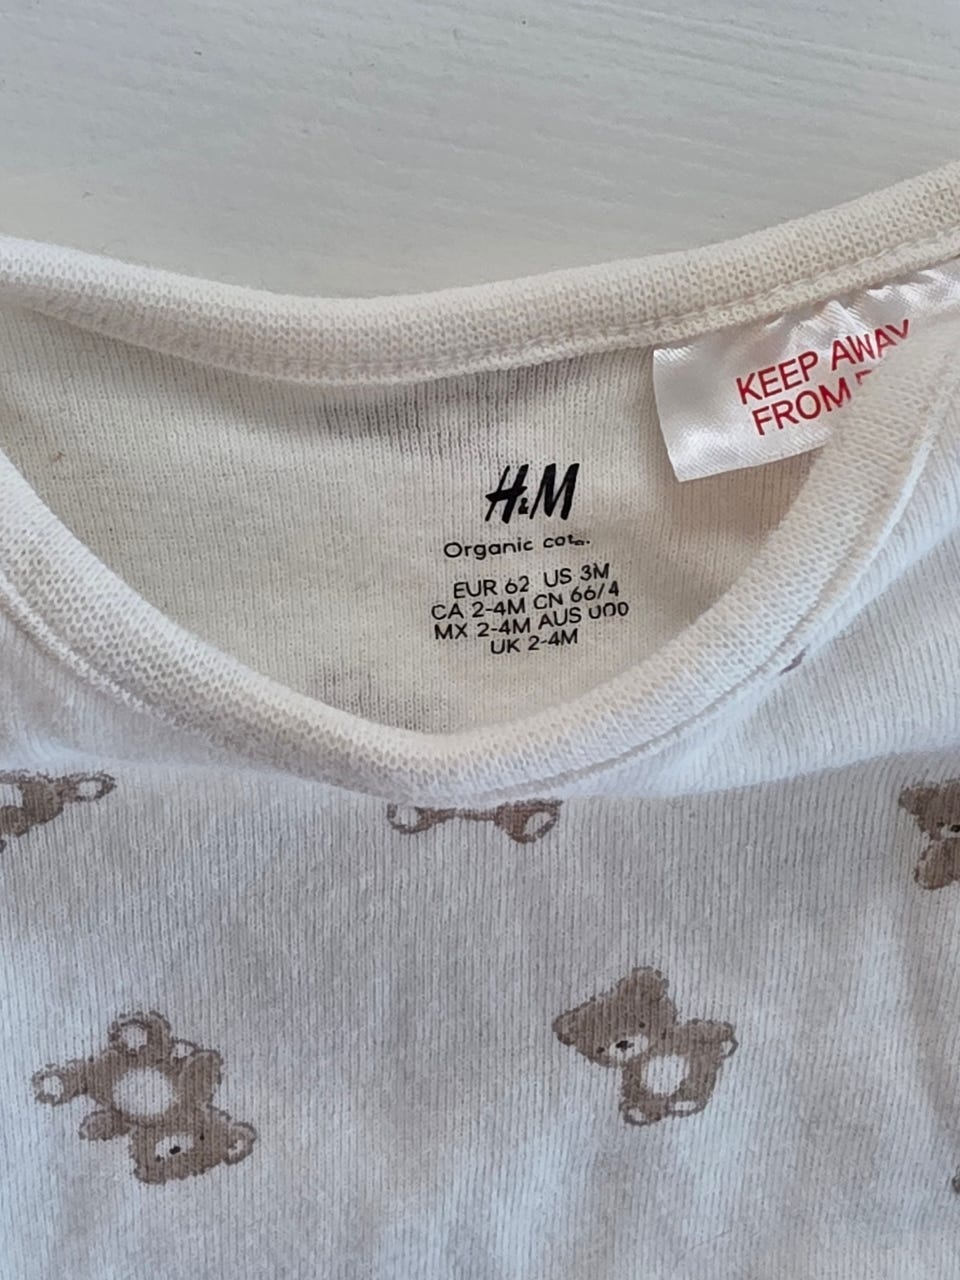 KEEP AWAY
FROM
H&M
Organic
EUR 62 US 3M
CA 2-4M CN 66/4
MX 2-4M AUS 000
UK 2-4M